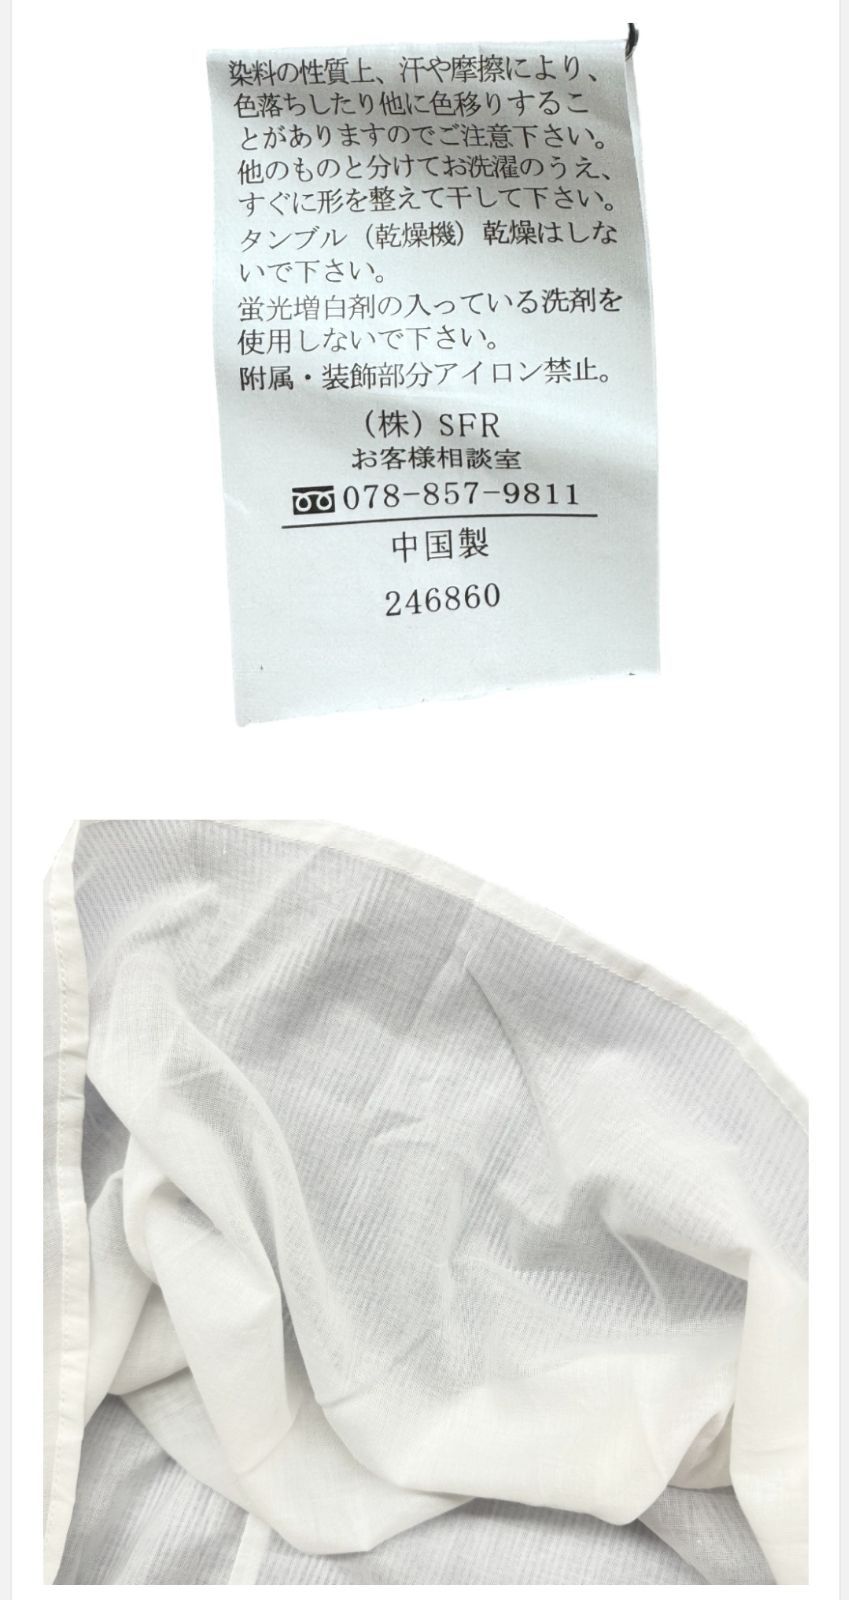 染料の性質上、汗や摩擦により、
色落ちしたり他に色移りするこ
とがありますのでご注意下さい。
他のものと分けてお洗濯のうえ、
すぐに形を整えて干して下さい。
タンブル（乾燥機）乾燥はしな
いで下さい。
蛍光増白剤の入っている洗剤を
使用しないで下さい。
附属・装飾部分アイロン禁止。
（株）SFR
お客様相談室
078-857-9811
中国製
246860